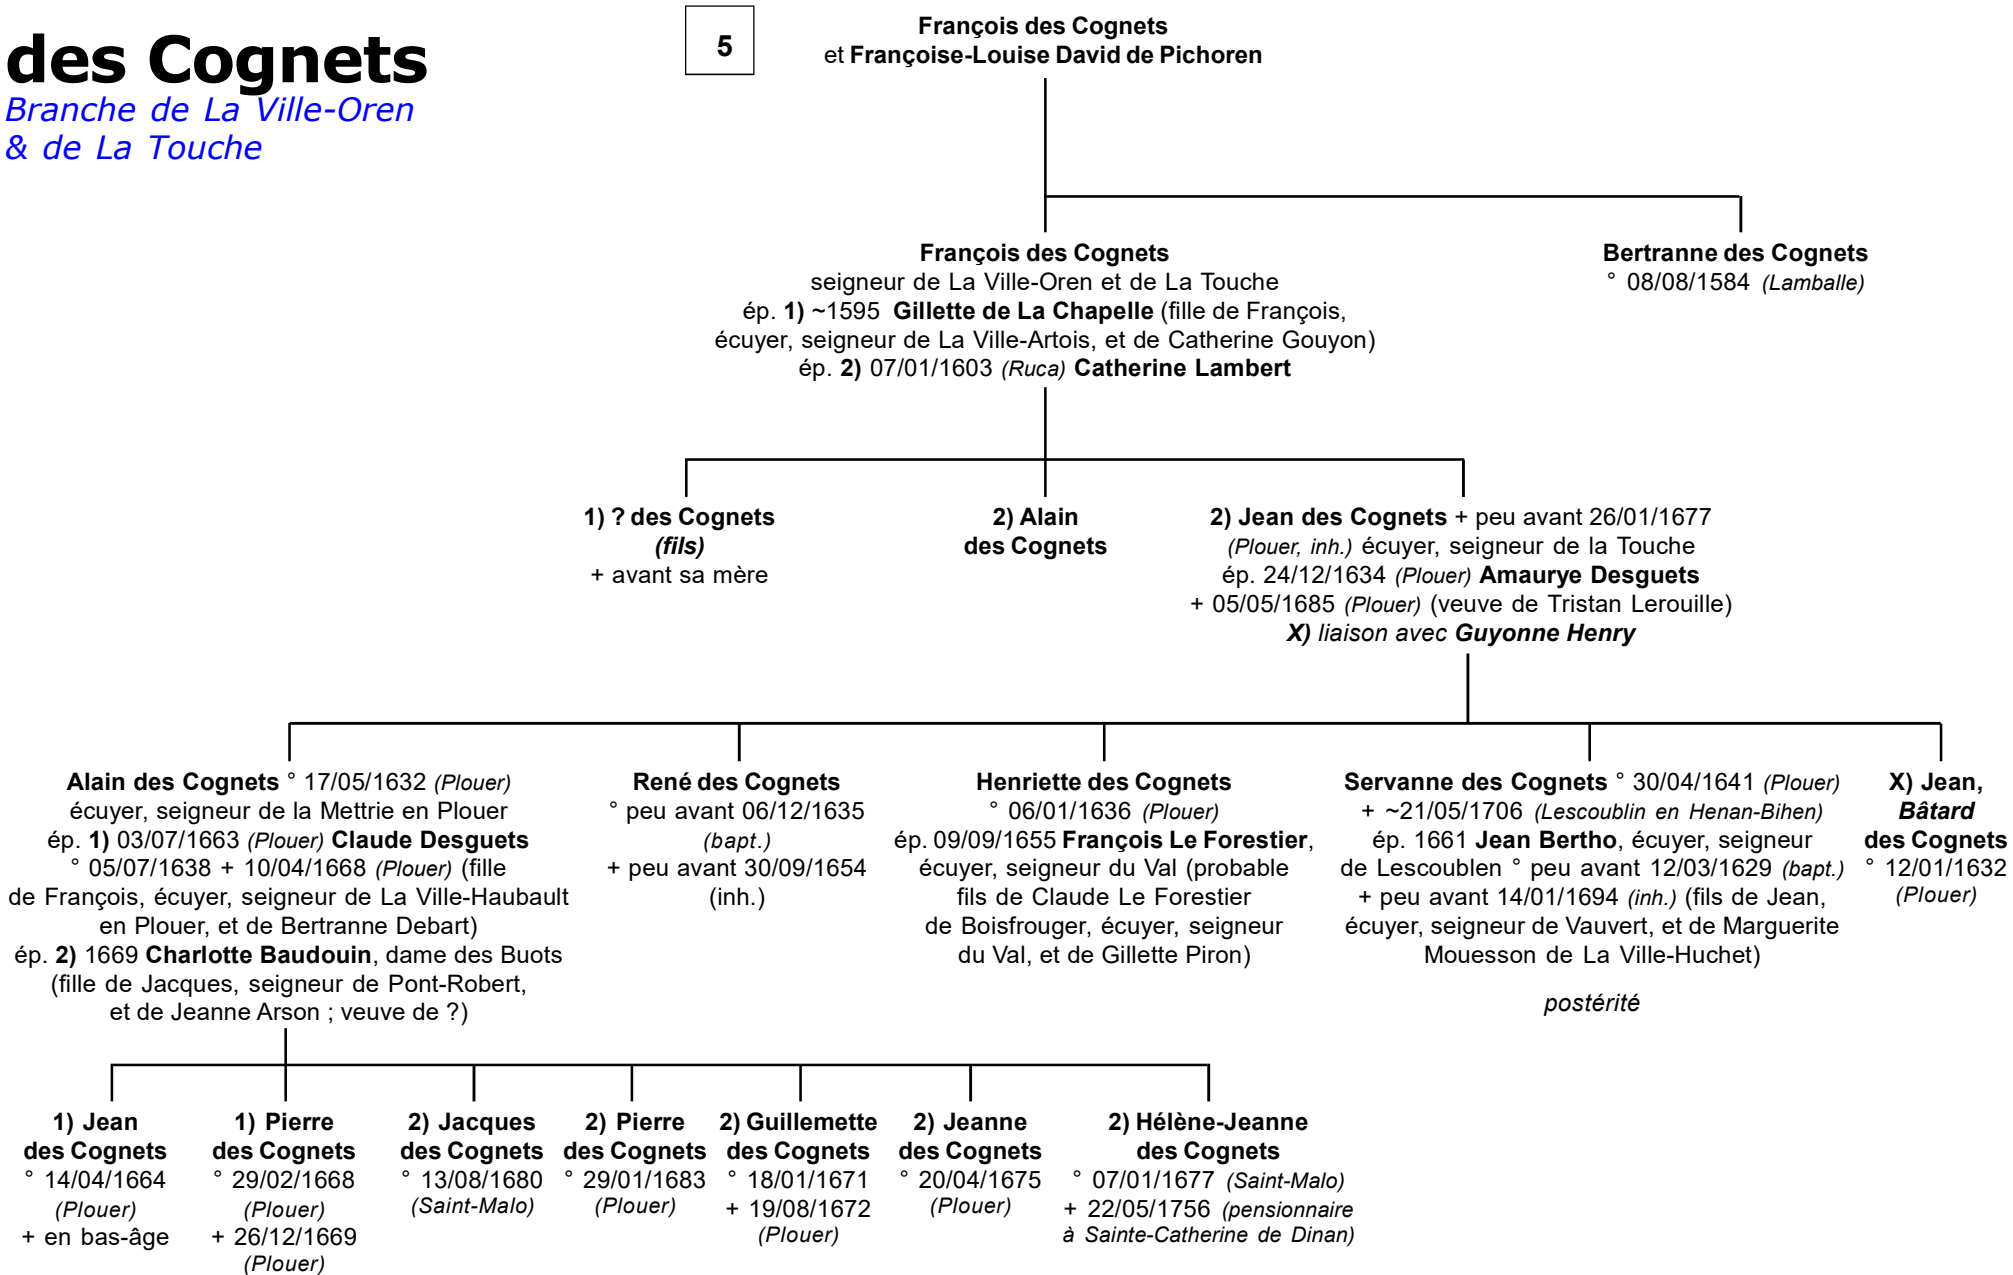 des Cognets
Branche de La Ville-Oren
& de La Touche
5
François des Cognets
et Françoise-Louise David de Pichoren
François des Cognets
seigneur de La Ville-Oren et de La Touche
ép. 1) ~1595 Gillette de La Chapelle (fille de François,
écuyer, seigneur de La Ville-Artois, et de Catherine Gouyon)
ép. 2) 07/01/1603 (Ruca) Catherine Lambert
Bertranne des Cognets
° 08/08/1584 (Lamballe)
1) ? des Cognets
(fils)
+ avant sa mère
2) Alain
des Cognets
2) Jean des Cognets + peu avant 26/01/1677
(Plouer, inh.) écuyer, seigneur de la Touche
ép. 24/12/1634 (Plouer) Amaurye Desguets
+ 05/05/1685 (Plouer) (veuve de Tristan Lerouille)
X) liaison avec Guyonne Henry
Alain des Cognets ° 17/05/1632 (Plouer)
écuyer, seigneur de la Mettrie en Plouer
ép. 1) 03/07/1663 (Plouer) Claude Desguets
° 05/07/1638 + 10/04/1668 (Plouer) (fille
de François, écuyer, seigneur de La Ville-Haubault
en Plouer, et de Bertranne Debart)
ép. 2) 1669 Charlotte Baudouin, dame des Buots
(fille de Jacques, seigneur de Pont-Robert,
et de Jeanne Arson ; veuve de ?)
René des Cognets
° peu avant 06/12/1635
(bapt.)
+ peu avant 30/09/1654
(inh.)
Henriette des Cognets
° 06/01/1636 (Plouer)
ép. 09/09/1655 François Le Forestier,
écuyer, seigneur du Val (probable
fils de Claude Le Forestier
de Boisfrouger, écuyer, seigneur
du Val, et de Gillette Piron)
Servanne des Cognets ° 30/04/1641 (Plouer)
+ ~21/05/1706 (Lescoublin en Henan-Bihen)
ép. 1661 Jean Bertho, écuyer, seigneur
de Lescoublen ° peu avant 12/03/1629 (bapt.)
+ peu avant 14/01/1694 (inh.) (fils de Jean,
écuyer, seigneur de Vauvert, et de Marguerite
Mouesson de La Ville-Huchet)
postérité
X) Jean,
Bâtard
des Cognets
° 12/01/1632
(Plouer)
1) Jean
des Cognets
° 14/04/1664
(Plouer)
+ en bas-âge
1) Pierre
des Cognets
° 29/02/1668
(Plouer)
+ 26/12/1669
(Plouer)
2) Jacques
des Cognets
° 13/08/1680
(Saint-Malo)
2) Pierre
des Cognets
° 29/01/1683
(Plouer)
2) Guillemette
des Cognets
° 18/01/1671
+ 19/08/1672
(Plouer)
2) Jeanne
des Cognets
° 20/04/1675
(Plouer)
2) Hélène-Jeanne
des Cognets
° 07/01/1677 (Saint-Malo)
+ 22/05/1756 (pensionnaire
à Sainte-Catherine de Dinan)